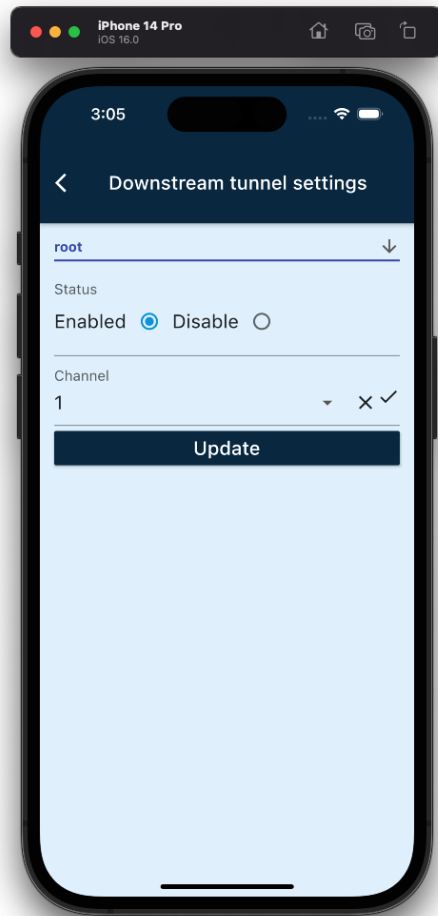 iPhone 14 Pro
iOS 16.0
3:05
Downstream tunnel settings
root
Status
Enabled Disable
Channel
1
Update